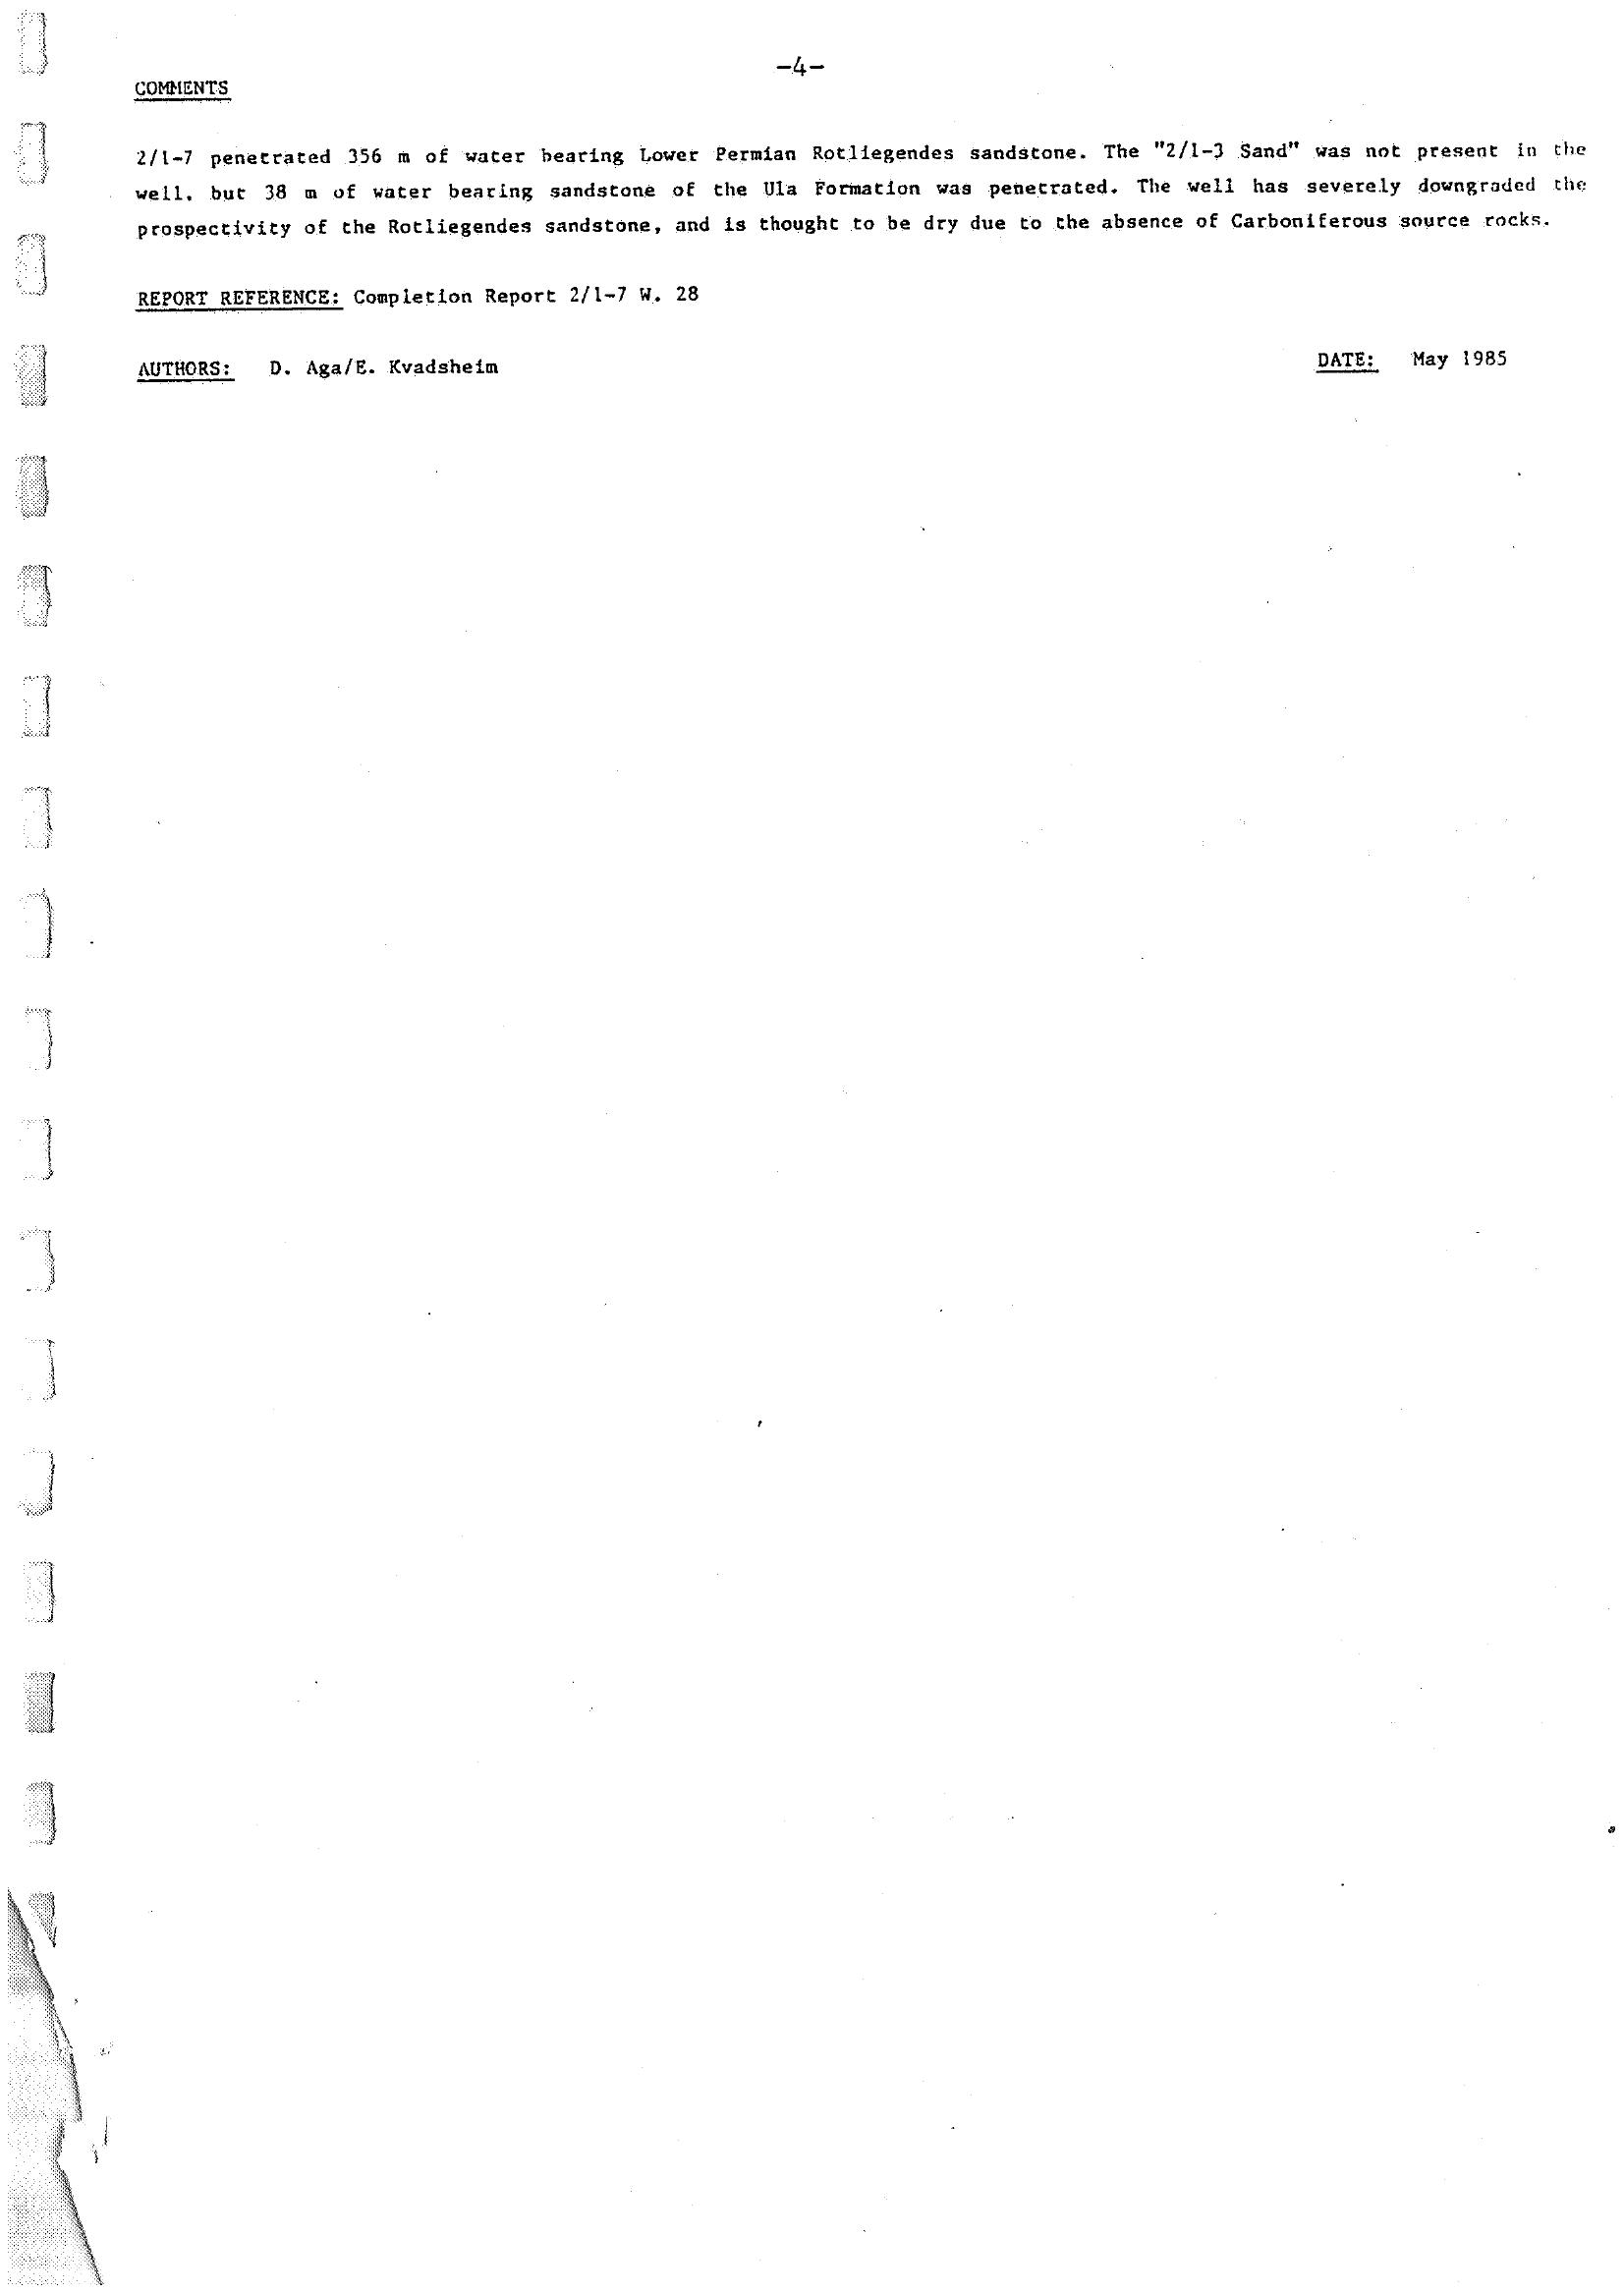 -4-
COMMENTS
2/1-7 penetrated 356 m of water bearing Lower Permian Rotliegendes sandstone. The "2/1-3 Sand" was not present in the
well. but 38 m of water bearing sandstone of the Ula Formation was penetrated. The well has severely downgraded the
prospectivity of the Rotliegendes sandstone, and is thought to be dry due to the absence of Carboniferous source rocks.
REPORT REFERENCE: Completion Report 2/1-7 W. 28
AUTHORS: D. Aga/E. Kvadsheim DATE: May 1985